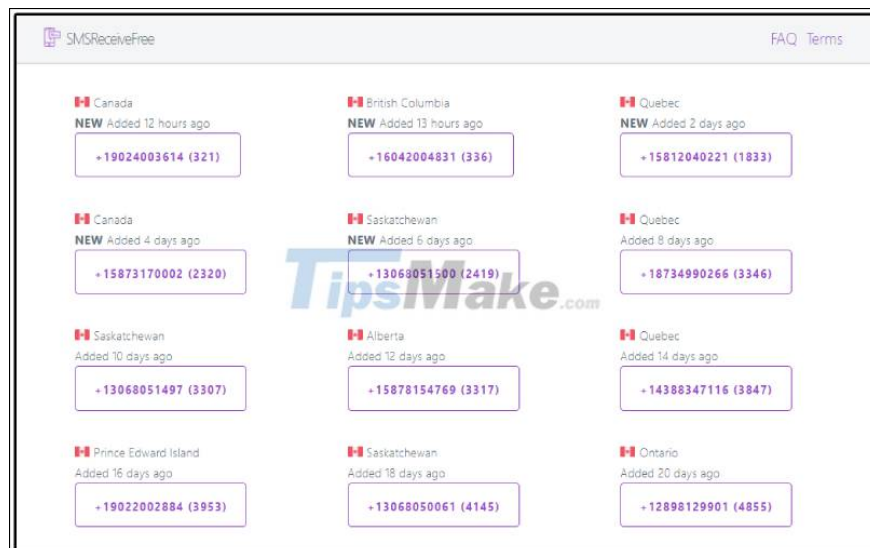 SMSReceiveFree
FAQ Terms
Canada
NEW Added 12 hours ago
+19024003614 (321)
British Columbia
NEW Added 13 hours ago
+16042004831 (336)
Quebec
NEW Added 2 days ago
+15812040221 (1833)
Canada
NEW Added 4 days ago
+15873170002 (2320)
Saskatchewan
NEW Added 6 days ago
+13068051500 (2419)
Quebec
Added 8 days ago
+18734990266 (3346)
TipsMake.com
Saskatchewan
Added 10 days ago
+13068051497 (3307)
Alberta
Added 12 days ago
+15878154769 (3317)
Quebec
Added 14 days ago
+14388347116 (3847)
Prince Edward Island
Added 16 days ago
+19022002884 (3953)
Saskatchewan
Added 18 days ago
+13068050061 (4145)
Ontario
Added 20 days ago
+12898129901 (4855)